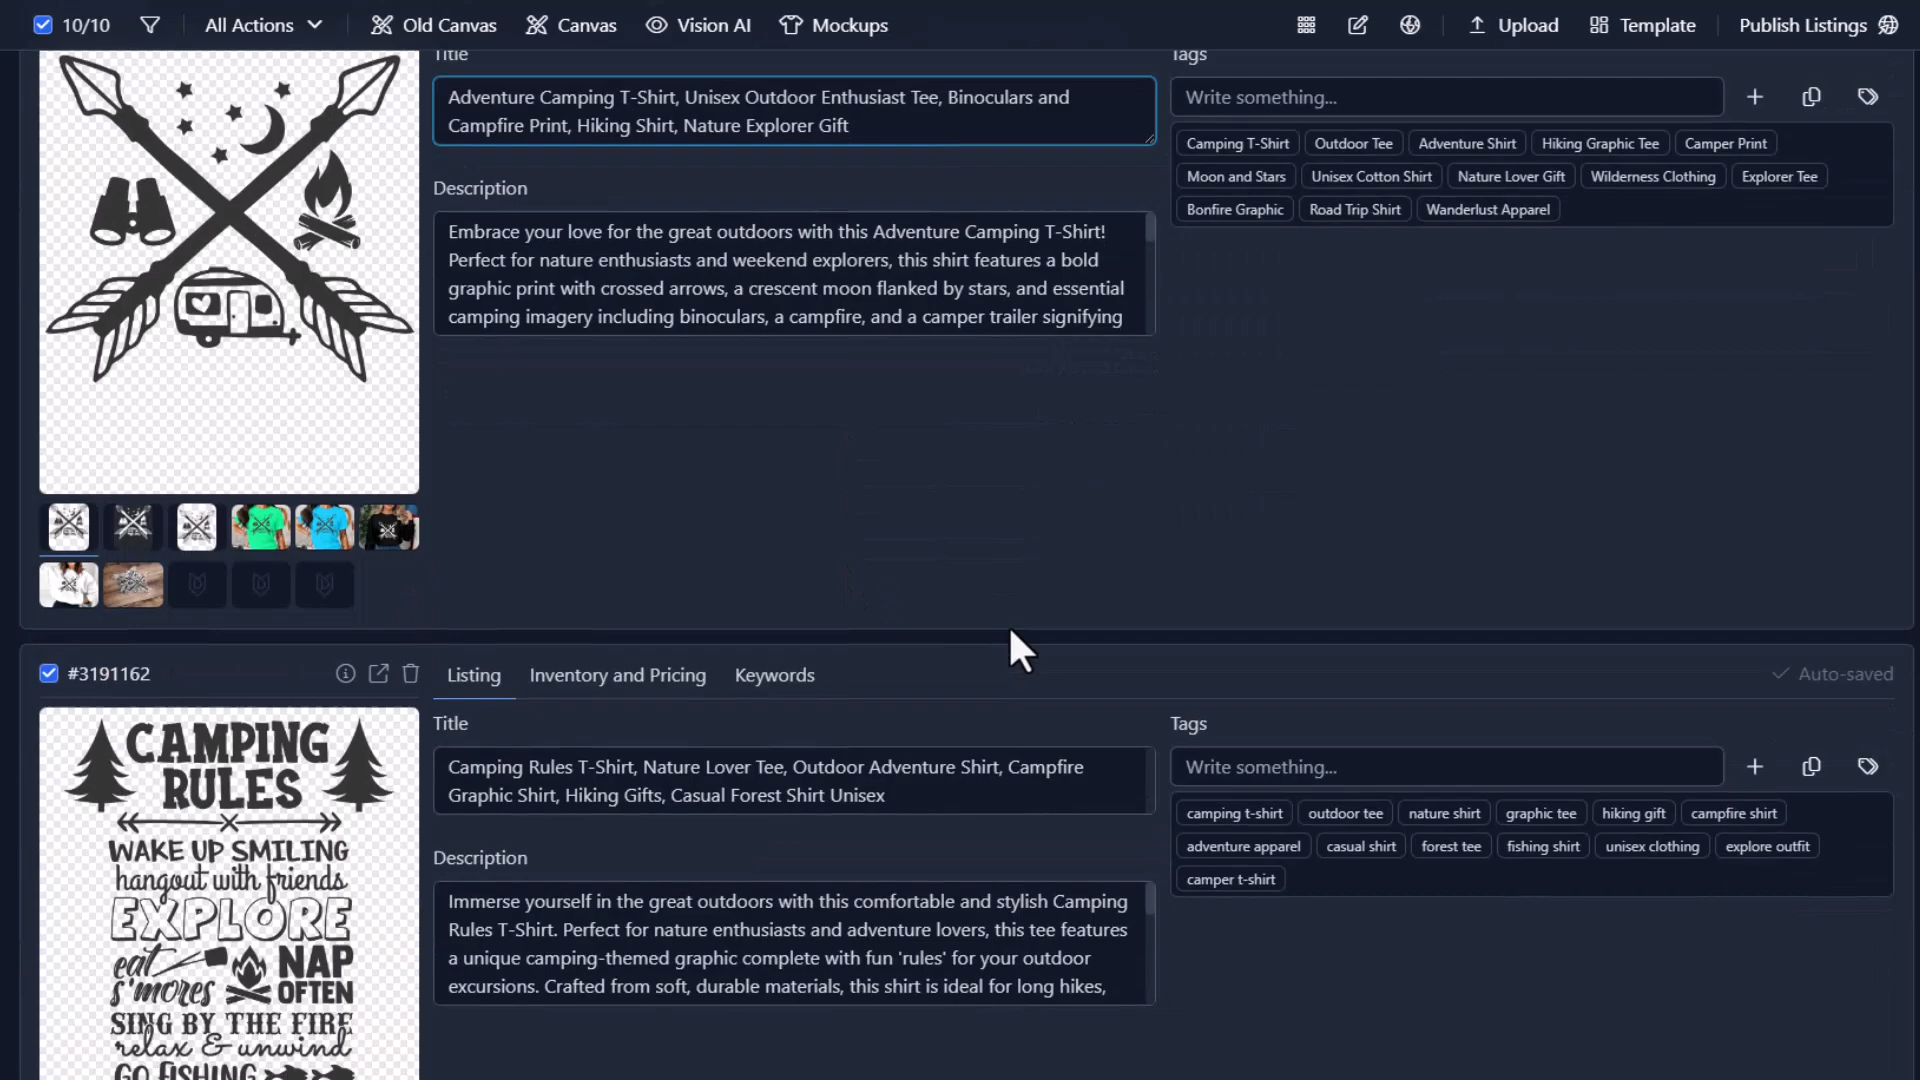 10/10 All Actions Old Canvas Canvas Vision AI Mockups Upload Template Publish Listings
Title
Tags
Adventure Camping T-Shirt, Unisex Outdoor Enthusiast Tee, Binoculars and
Campfire Print, Hiking Shirt, Nature Explorer Gift
Write something...
Camping T-Shirt Outdoor Tee Adventure Shirt Hiking Graphic Tee Camper Print
Moon and Stars Unisex Cotton Shirt Nature Lover Gift Wilderness Clothing Explorer Tee
Bonfire Graphic Road Trip Shirt Wanderlust Apparel
Description
Embrace your love for the great outdoors with this Adventure Camping T-Shirt!
Perfect for nature enthusiasts and weekend explorers, this shirt features a bold
graphic print with crossed arrows, a crescent moon flanked by stars, and essential
camping imagery including binoculars, a campfire, and a camper trailer signifying
#3191162
Listing Inventory and Pricing Keywords
Auto-saved
CAMPING
RULES
WAKE UP SMILING
hangout with friends
EXPLORE
eat
s'mores
NAP
OFTEN
SING BY THE FIRE
relax & unwind
GO FISHING
Title
Camping Rules T-Shirt, Nature Lover Tee, Outdoor Adventure Shirt, Campfire
Graphic Shirt, Hiking Gifts, Casual Forest Shirt Unisex
Tags
Write something...
camping t-shirt outdoor tee nature shirt graphic tee hiking gift campfire shirt
adventure apparel casual shirt forest tee fishing shirt unisex clothing explore outfit
camper t-shirt
Description
Immerse yourself in the great outdoors with this comfortable and stylish Camping
Rules T-Shirt. Perfect for nature enthusiasts and adventure lovers, this tee features
a unique camping-themed graphic complete with fun 'rules' for your outdoor
excursions. Crafted from soft, durable materials, this shirt is ideal for long hikes,